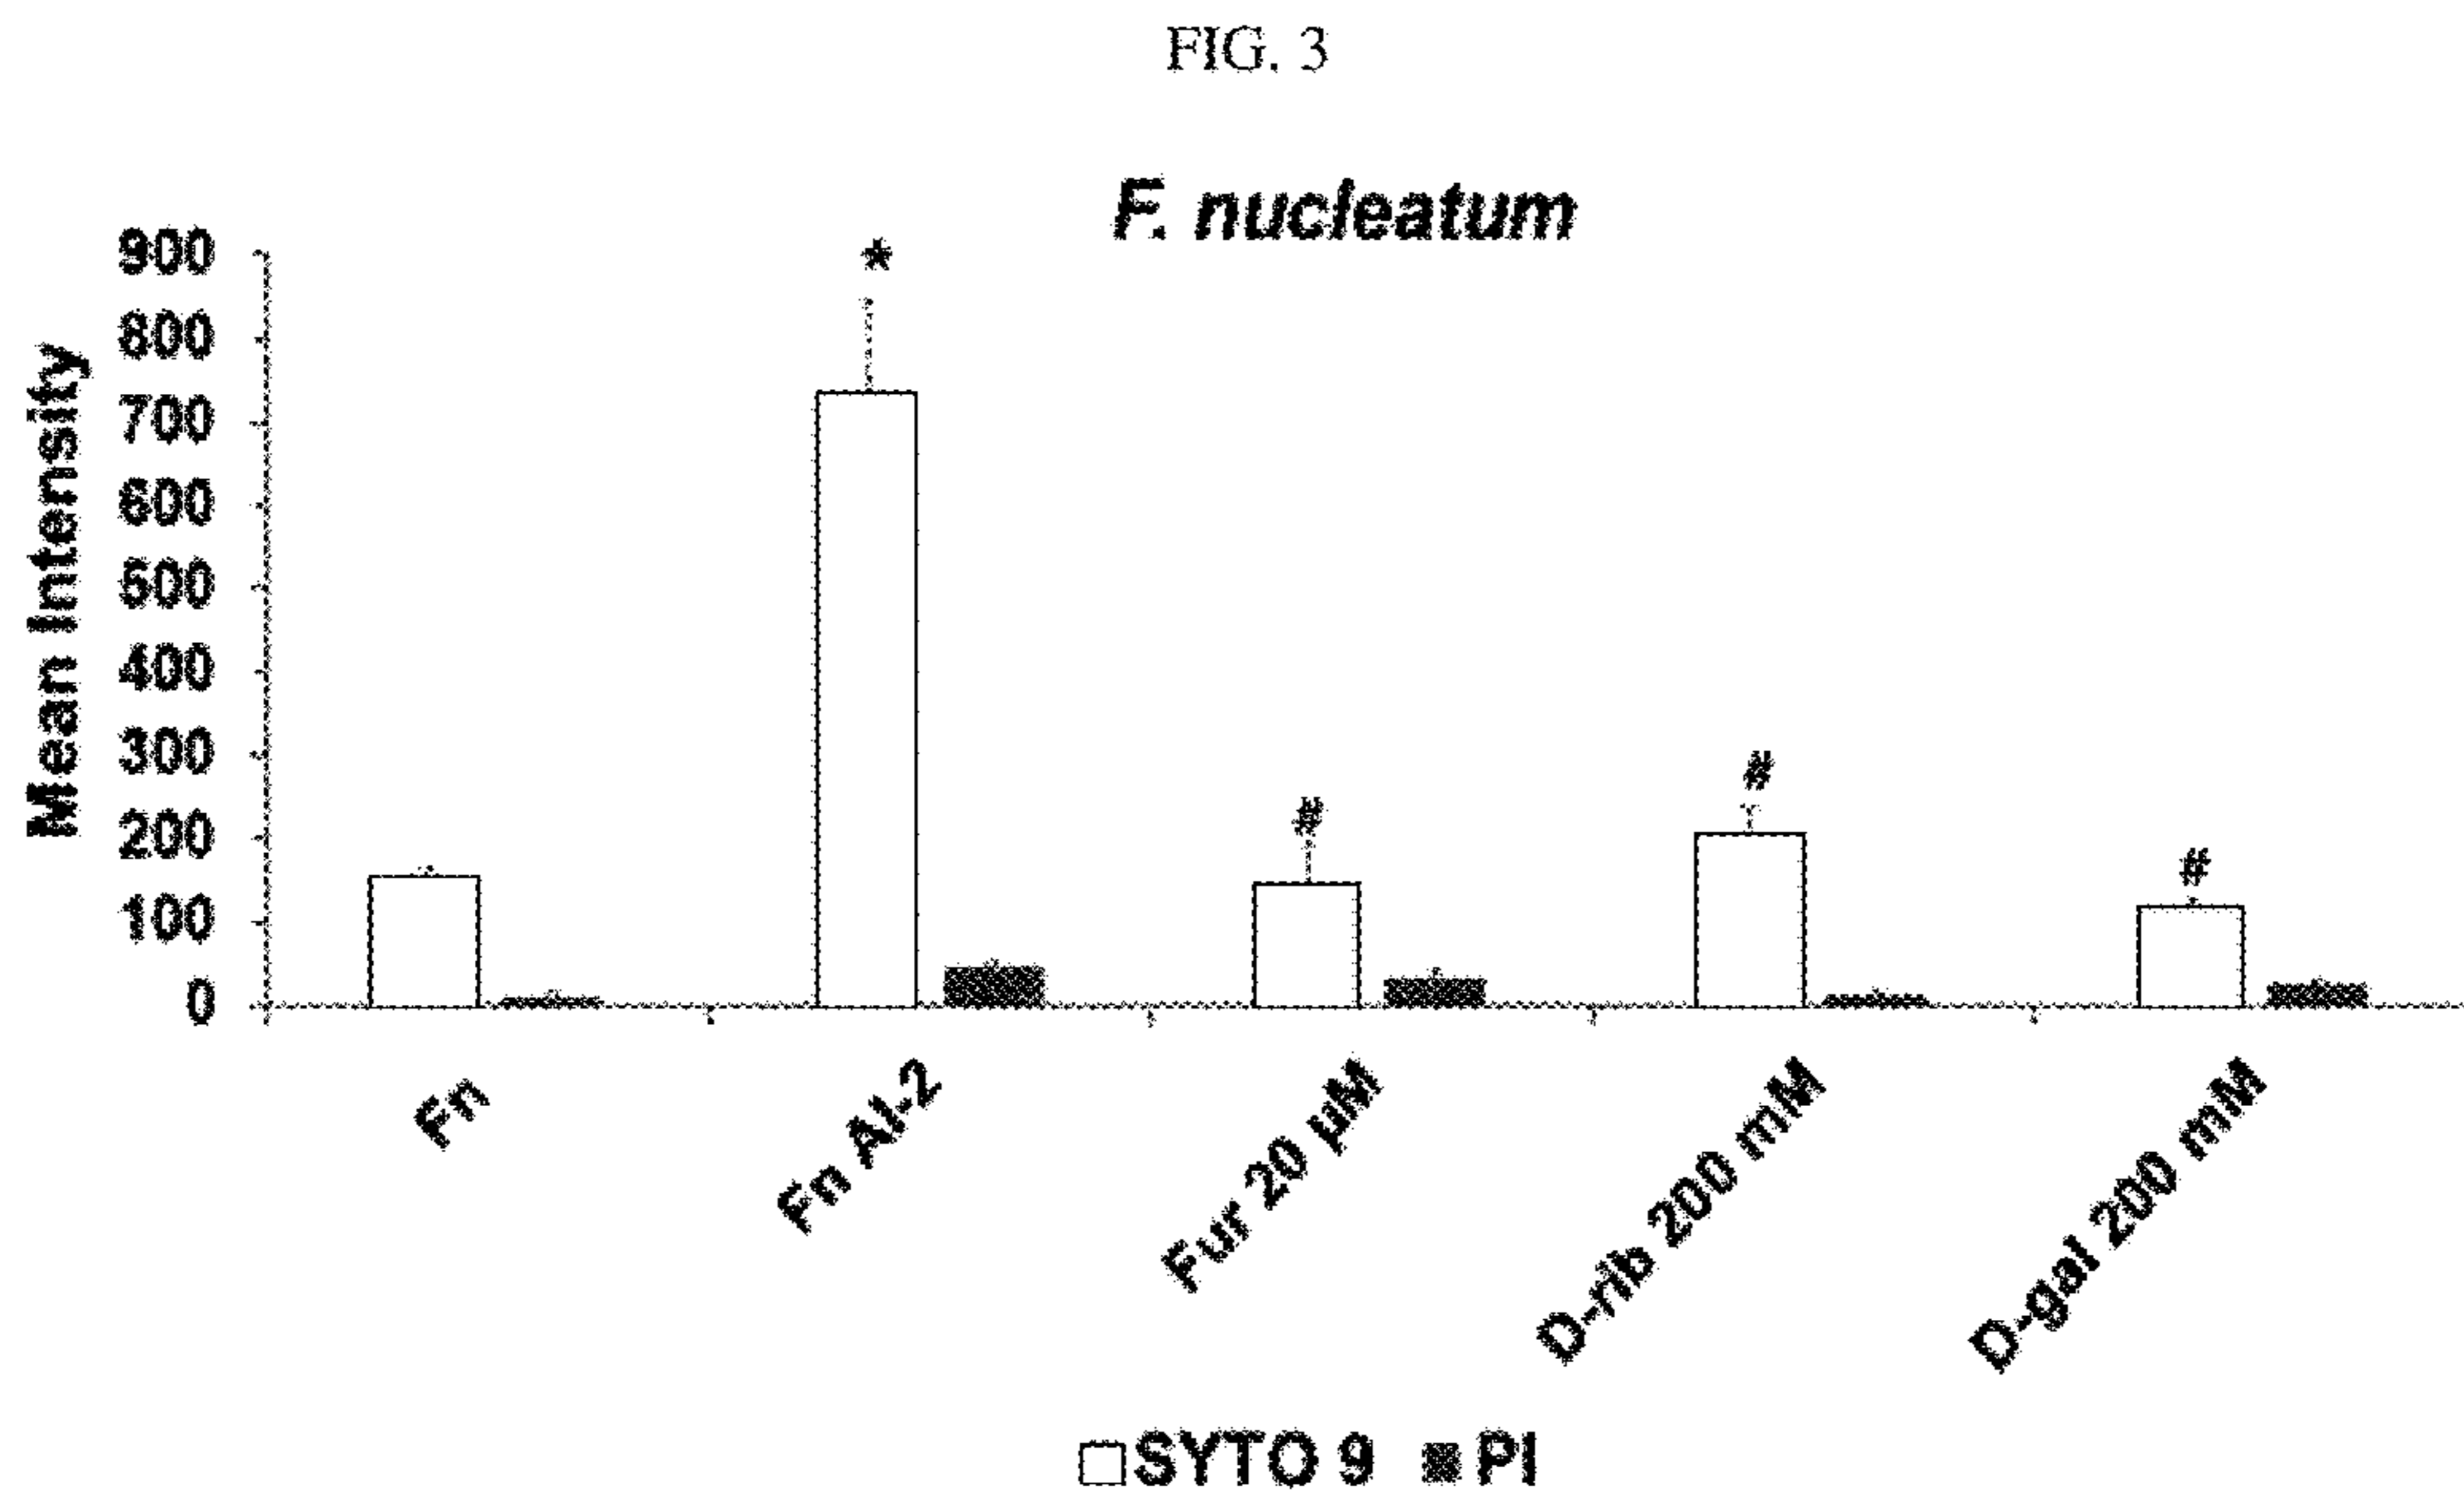 FIG. 3
F. nucleatum
*
#
#
#
Mean Intensity
900
800
700
600
500
400
300
200
100
0
Fn
Fn AI-2
Fur 20 µM
D-rib 200 mM
D-gal 200 mM
SYTO 9 PI